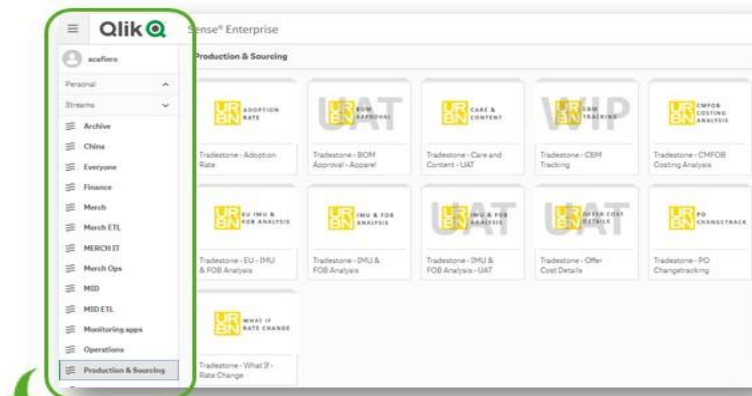 Qlik
Sense® Enterprise
acafiero
Production & Sourcing
Personal
Streams
Archive
China
Everyone
Finance
Merch
Merch ETL
MERCH IT
Merch Ops
MID
MID ETL
Monitoring apps
Operations
Production & Sourcing
URBN ADOPTION
RATE
Tradestone - Adoption
Rate
UAT
URBN BOM
APPROVAL
Tradestone - BOM
Approval - Apparel
URBN CARE &
CONTENT
Tradestone - Care and
Content - UAT
WIP
URBN CBM
TRACKING
Tradestone - CBM
Tracking
URBN CMFOB
COSTING
ANALYSIS
Tradestone - CMFOB
Costing Analysis
URBN EU IMU &
FOB ANALYSIS
Tradestone - EU - IMU
& FOB Analysis
URBN IMU & FOB
ANALYSIS
Tradestone - IMU &
FOB Analysis
UAT
URBN IMU & FOB
ANALYSIS
Tradestone - IMU &
FOB Analysis - UAT
UAT
URBN OFFER COST
DETAILS
Tradestone - Offer
Cost Details
URBN PO
CHANGETRACK
Tradestone - PO
Changetracking
URBN WHAT IF
RATE CHANGE
Tradestone - What If -
Rate Change